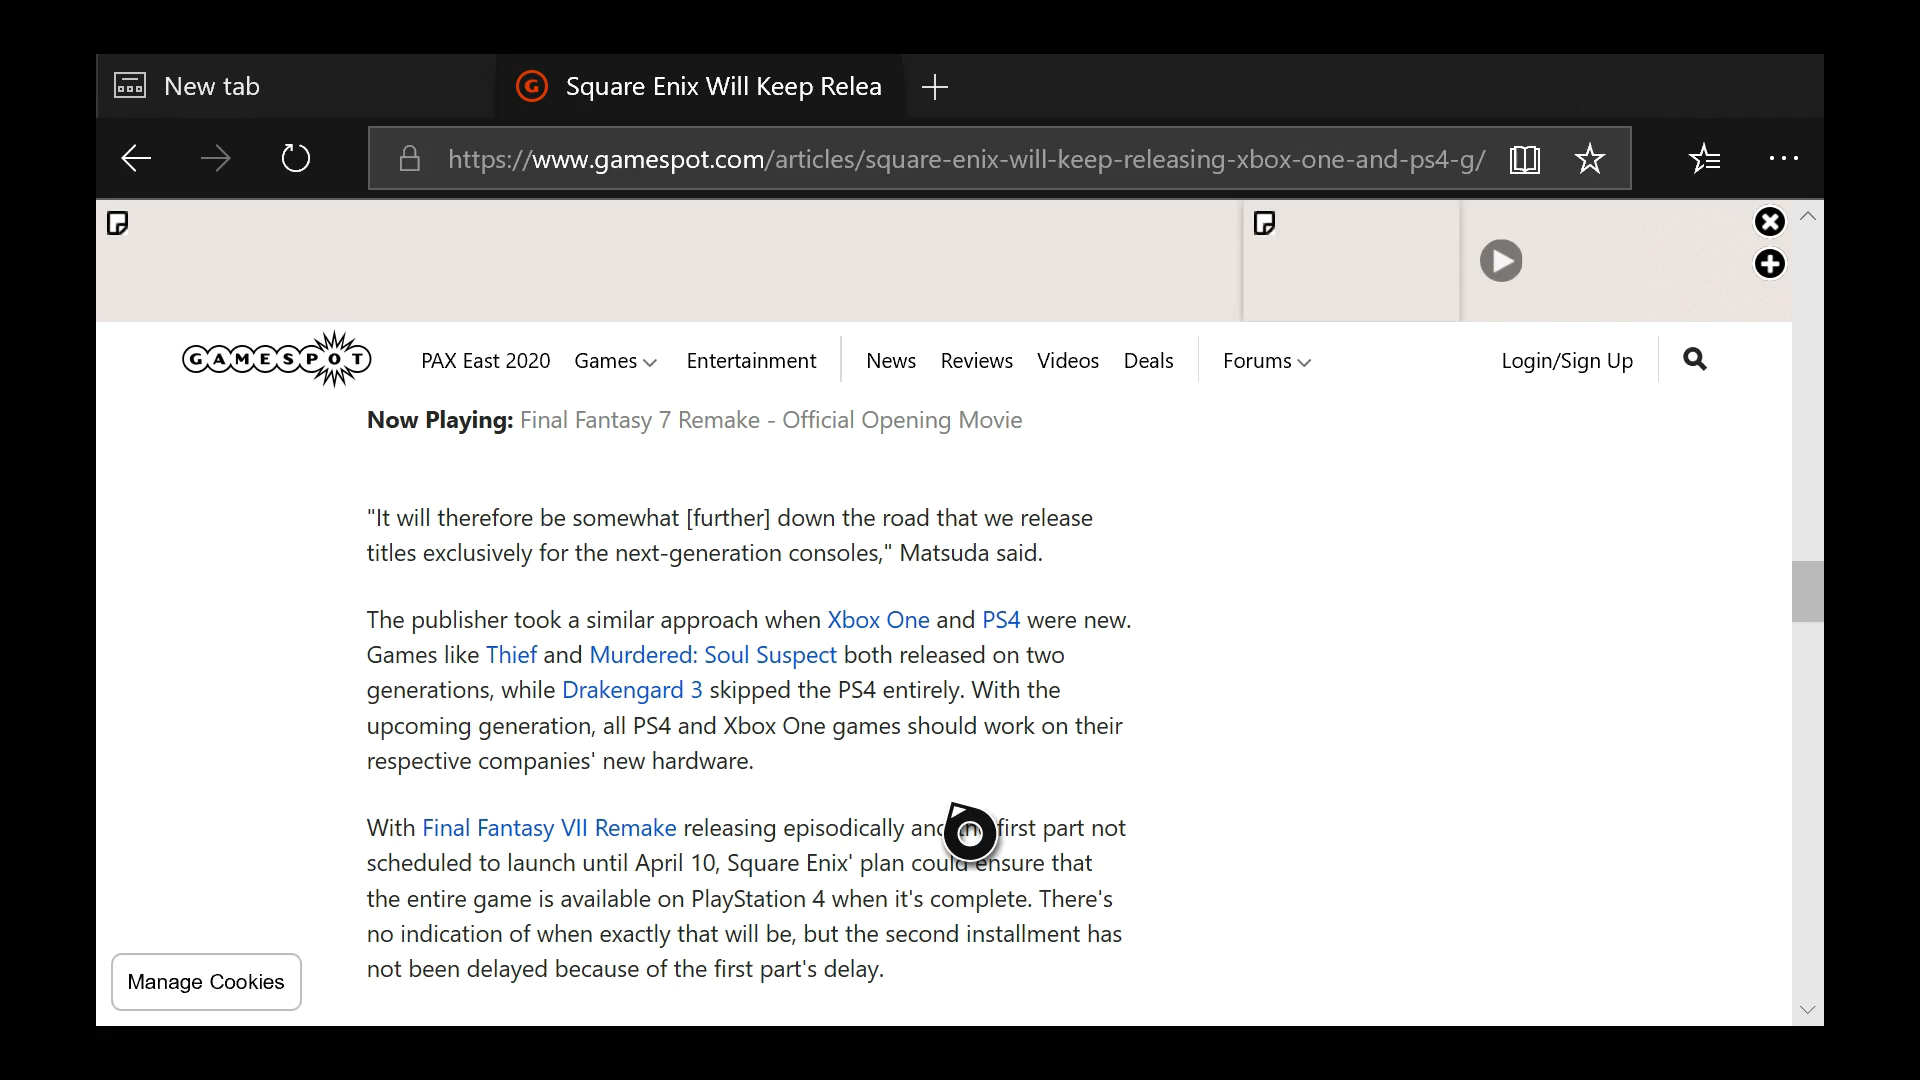 New tab
Square Enix Will Keep Relea
https://www.gamespot.com/articles/square-enix-will-keep-releasing-xbox-one-and-ps4-g/
GAMESPOT
PAX East 2020 Games Entertainment News Reviews Videos Deals Forums Login/Sign Up
Now Playing: Final Fantasy 7 Remake - Official Opening Movie
"It will therefore be somewhat [further] down the road that we release
titles exclusively for the next-generation consoles," Matsuda said.
The publisher took a similar approach when Xbox One and PS4 were new.
Games like Thief and Murdered: Soul Suspect both released on two
generations, while Drakengard 3 skipped the PS4 entirely. With the
upcoming generation, all PS4 and Xbox One games should work on their
respective companies' new hardware.
With Final Fantasy VII Remake releasing episodically and the first part not
scheduled to launch until April 10, Square Enix' plan could ensure that
the entire game is available on PlayStation 4 when it's complete. There's
no indication of when exactly that will be, but the second installment has
not been delayed because of the first part's delay.
Manage Cookies